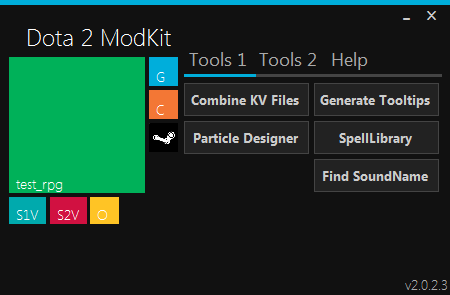 Dota 2 ModKit
Tools 1 Tools 2 Help
G
C
test_rpg
S1V S2V O
Combine KV Files Generate Tooltips
Particle Designer SpellLibrary
Find SoundName
v2.0.2.3